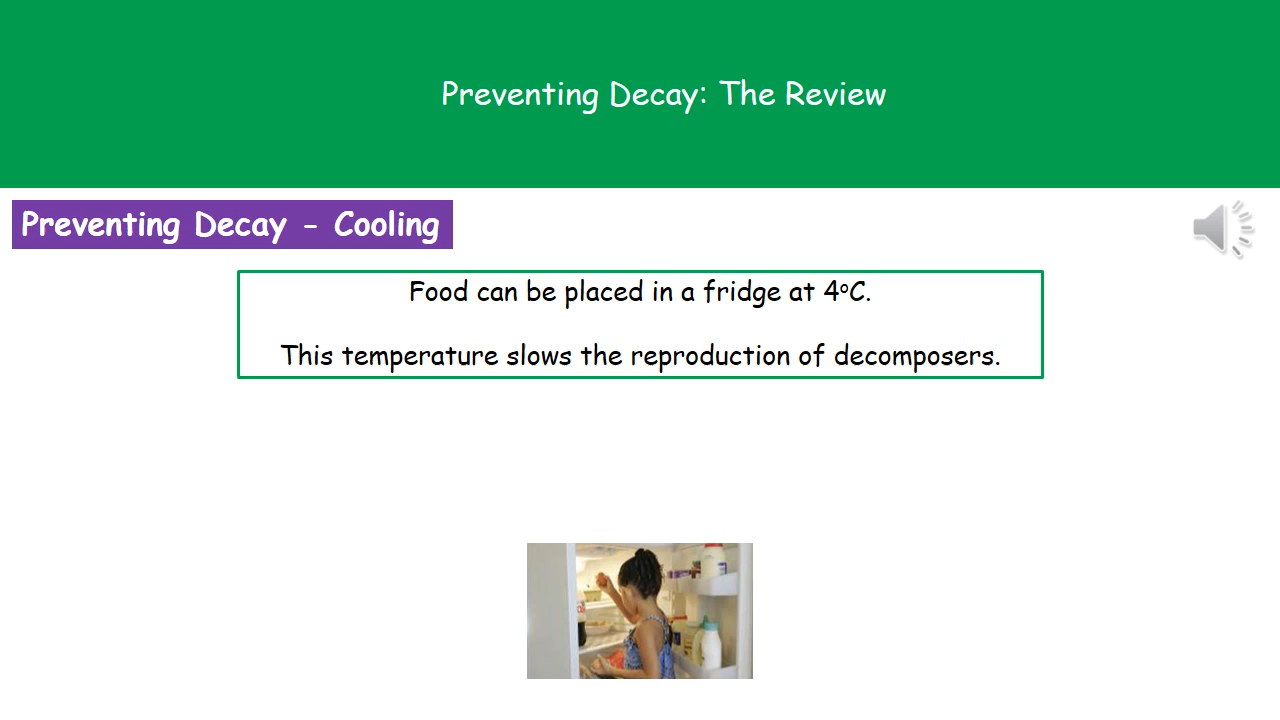 Preventing Decay: The Review
Preventing Decay - Cooling
Food can be placed in a fridge at 4ºC.
This temperature slows the reproduction of decomposers.